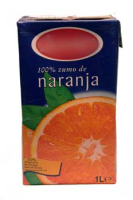 100% zumo de
naranja
1L℮